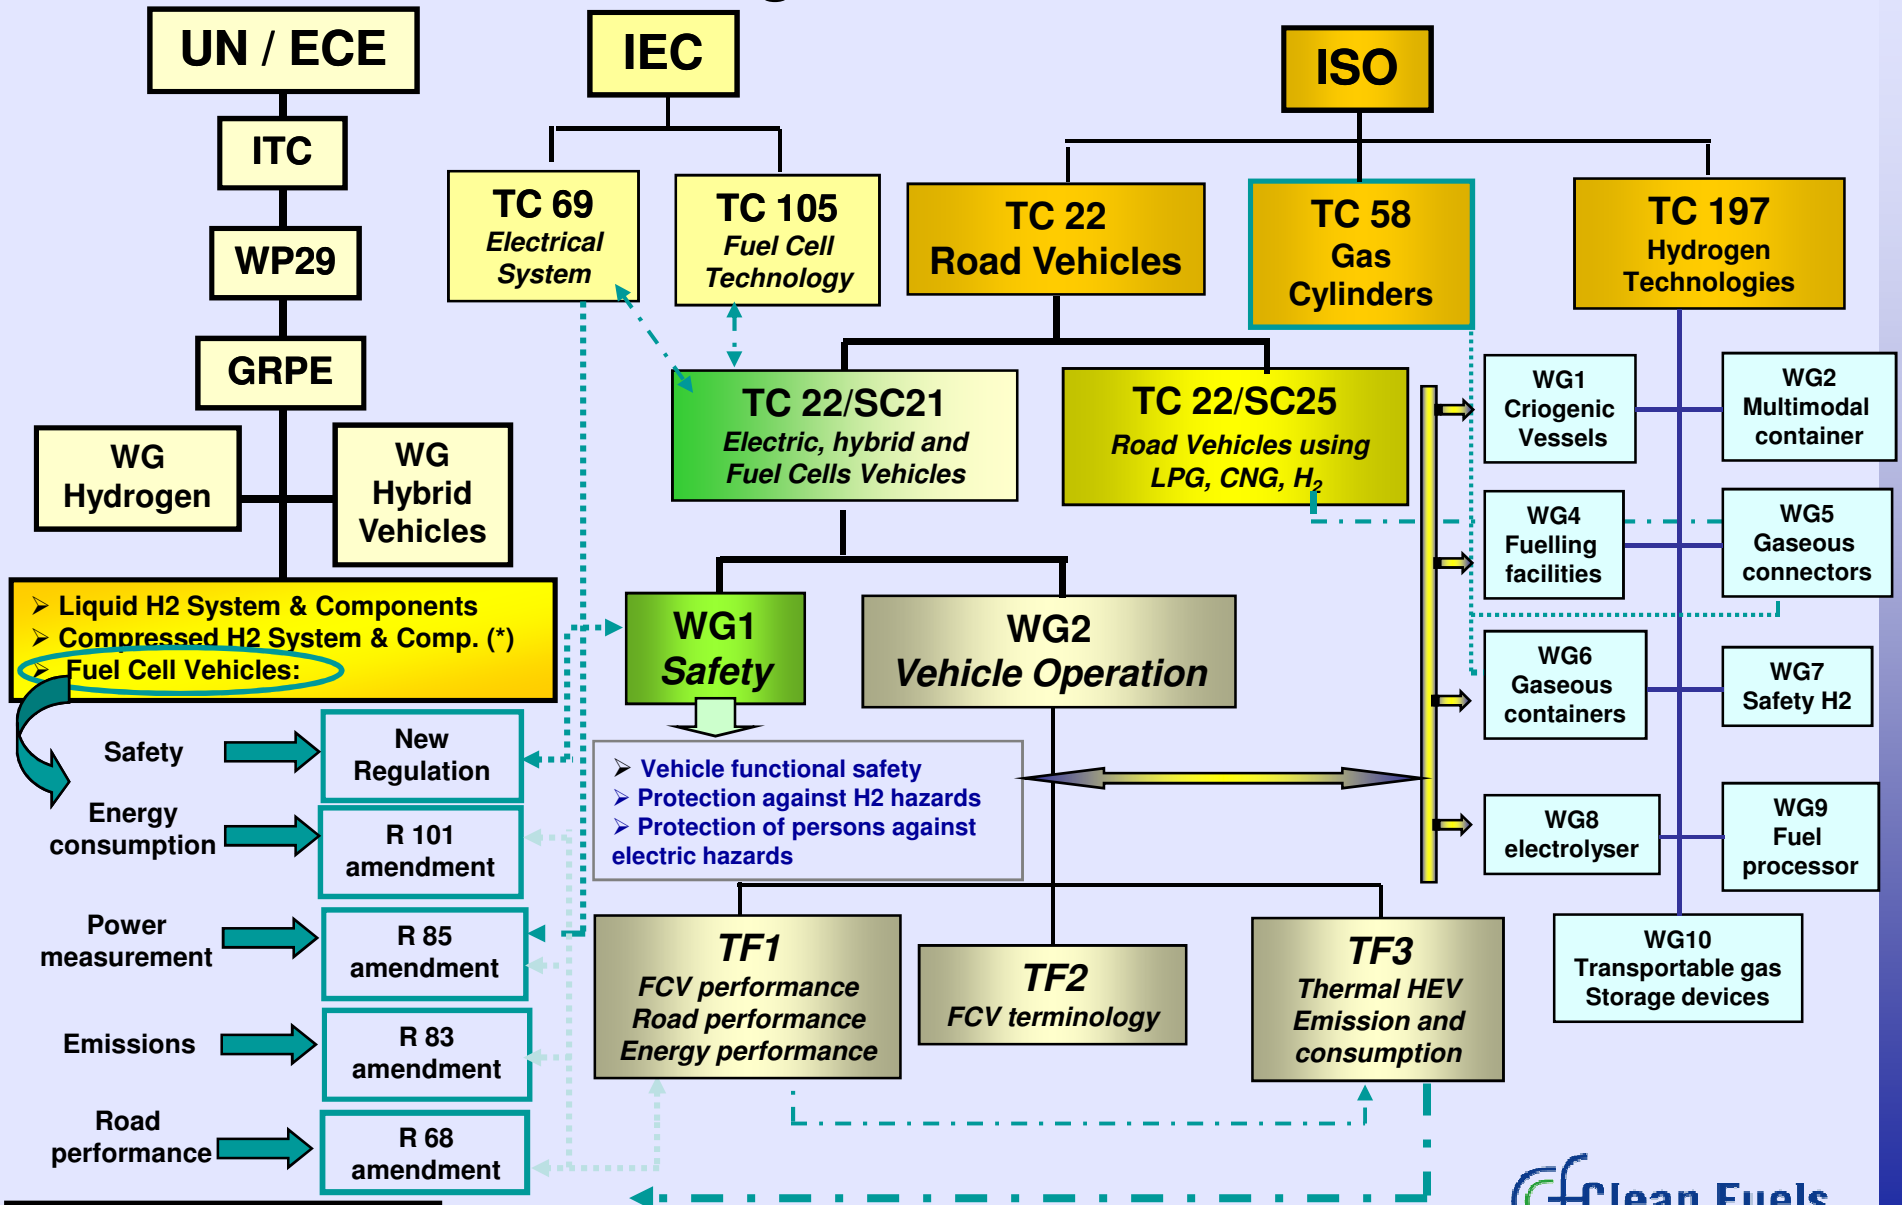 UN / ECE
IEC
ISO
ITC
WP29
GRPE
WG
Hydrogen
WG
Hybrid
Vehicles
TC 69
Electrical
System
TC 105
Fuel Cell
Technology
TC 22
Road Vehicles
TC 58
Gas
Cylinders
TC 197
Hydrogen
Technologies
TC 22/SC21
Electric, hybrid and
Fuel Cells Vehicles
TC 22/SC25
Road Vehicles using
LPG, CNG, H2
WG1
Criogenic
Vessels
WG2
Multimodal
container
WG4
Fuelling
facilities
WG5
Gaseous
connectors
WG6
Gaseous
containers
WG7
Safety H2
WG8
electrolyser
WG9
Fuel
processor
WG10
Transportable gas
Storage devices
➢ Liquid H2 System & Components
➢ Compressed H2 System & Comp. (*)
➢ Fuel Cell Vehicles:
WG1
Safety
WG2
Vehicle Operation
➢ Vehicle functional safety
➢ Protection against H2 hazards
➢ Protection of persons against
electric hazards
Safety
New
Regulation
Energy
consumption
R 101
amendment
Power
measurement
R 85
amendment
Emissions
R 83
amendment
Road
performance
R 68
amendment
TF1
FCV performance
Road performance
Energy performance
TF2
FCV terminology
TF3
Thermal HEV
Emission and
consumption
Clean Fuels